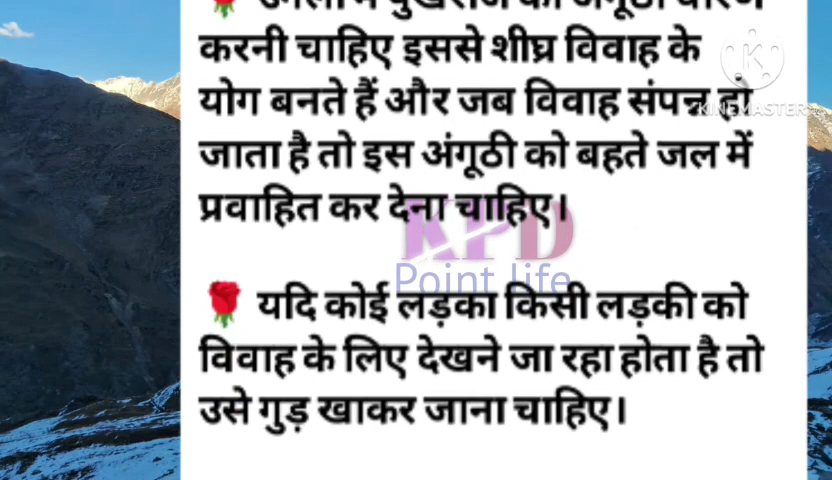 करनी चाहिए इससे शीघ्र विवाह के
योग बनते हैं और जब विवाह संपन्न हो
जाता है तो इस अंगूठी को बहते जल में
प्रवाहित कर देना चाहिए।
🌹 यदि कोई लड़का किसी लड़की को
विवाह के लिए देखने जा रहा होता है तो
उसे गुड़ खाकर जाना चाहिए।
KINEMASTER
KPD
Point life